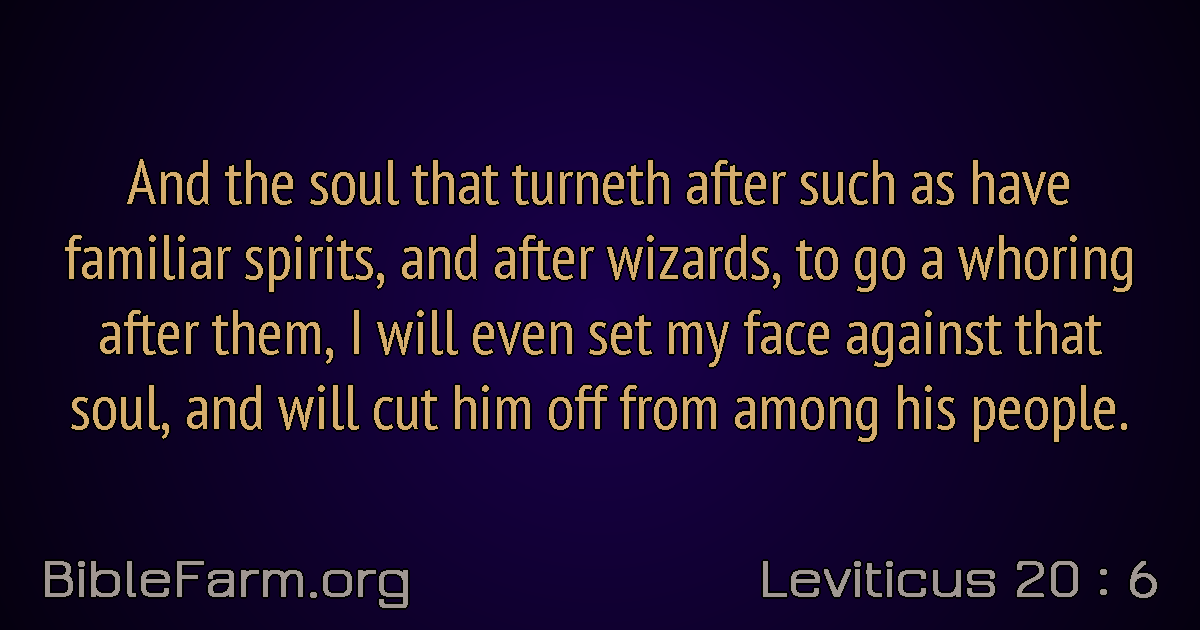 And the soul that turneth after such as have
familiar spirits, and after wizards, to go a whoring
after them, I will even set my face against that
soul, and will cut him off from among his people.
BibleFarm.org
Leviticus 20 : 6